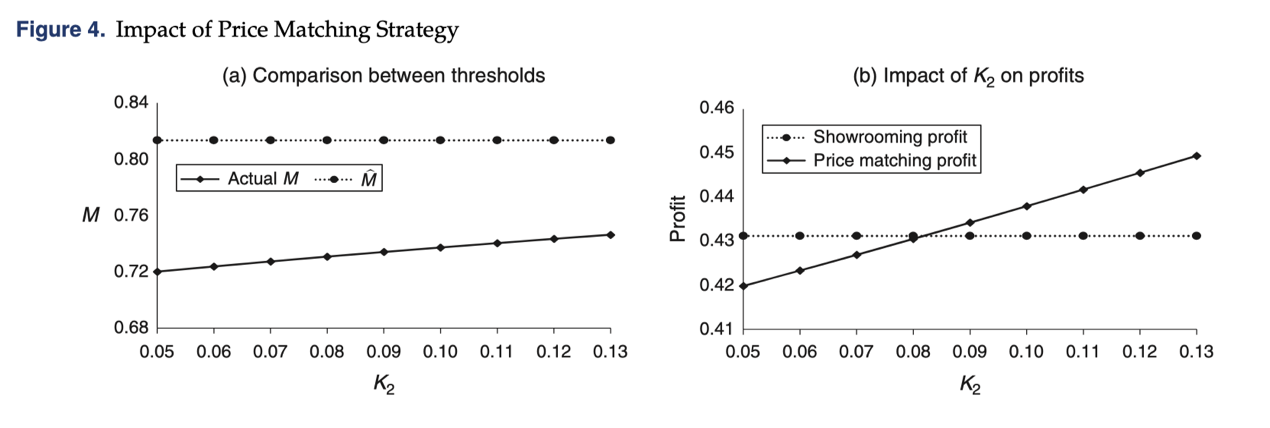 Figure 4. Impact of Price Matching Strategy
(a) Comparison between thresholds
0.84
0.80
0.76
0.72
0.68
M
Actual M
M̂
0.05 0.06 0.07 0.08 0.09 0.10 0.11 0.12 0.13
K₂
(b) Impact of K₂ on profits
0.46
0.45
0.44
0.43
0.42
0.41
Profit
Showrooming profit
Price matching profit
0.05 0.06 0.07 0.08 0.09 0.10 0.11 0.12 0.13
K₂